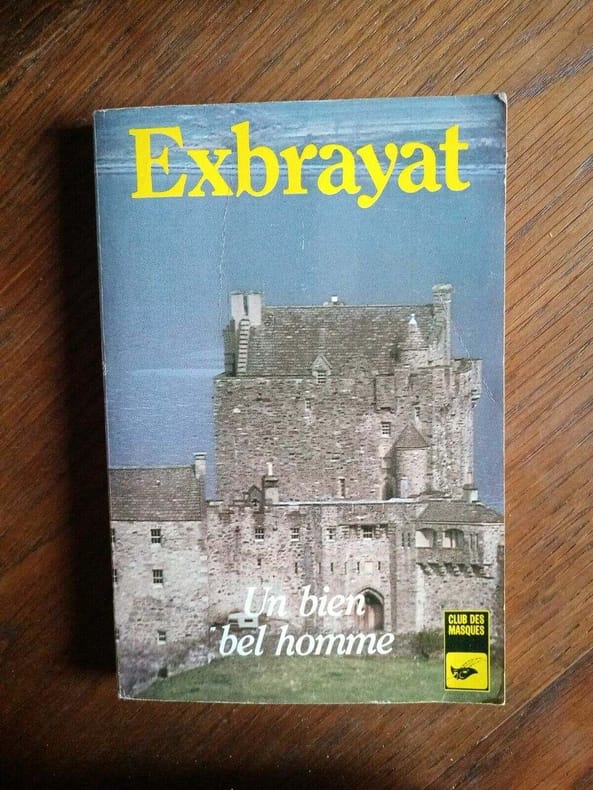 Exbrayat
Un bien
bel homme
CLUB DES
MASQUES